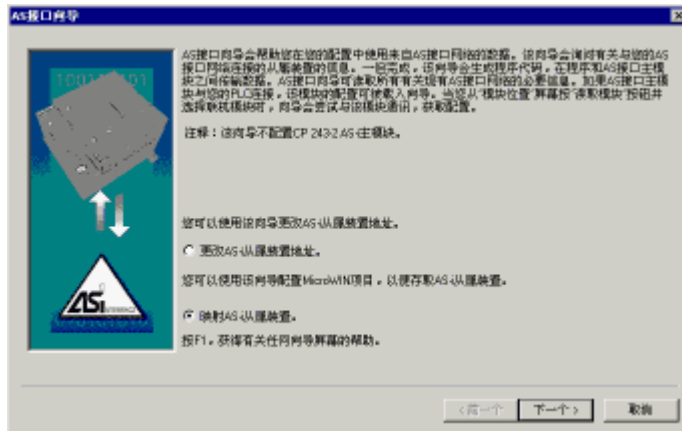 AS接口向导
AS接口向导会帮助您在您的配置中使用来自AS接口网络的数据。该向导会询问有关与您的AS
接口网络连接的从属装置的信息。一旦完成，该向导会生成程序代码，在程序和AS接口主模
块之间传输数据。AS接口向导可读取所有有关现有AS接口网络的必要信息。如果AS接口主模
块与您的PLC连接，该模块的配置可被载入向导。当您从"模块位置"屏幕按"读取模块"按钮并
选择联机模块时，向导会尝试与该模块通讯，获取配置。
注释：该向导不配置CP 243-2 AS-i主模块。
您可以使用该向导更改AS-i从属装置地址。
更改AS-i从属装置地址。
您可以使用该向导配置MicroWIN项目，以便存取AS-i从属装置。
映射AS-i从属装置。
按F1，获得有关任何向导屏幕的帮助。
ASi
INTERFACE
<前一个
下一个>
取消